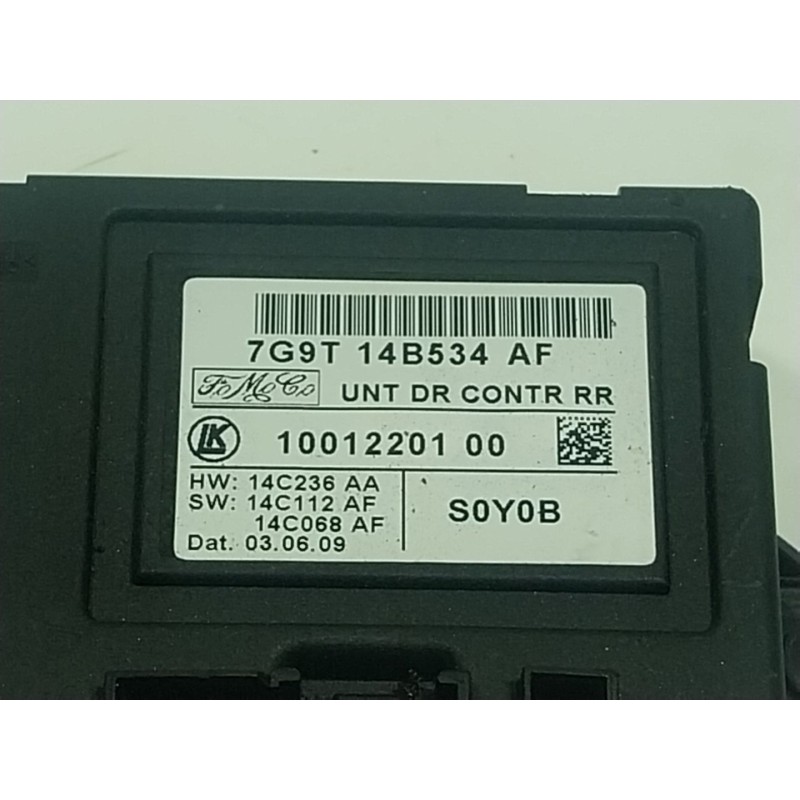 7G9T 14B534 AF
FoMoCo UNT DR CONTR RR
LK 10012201 00
HW: 14C236 AA
SW: 14C112 AF
14C068 AF
S0Y0B
Dat. 03.06.09